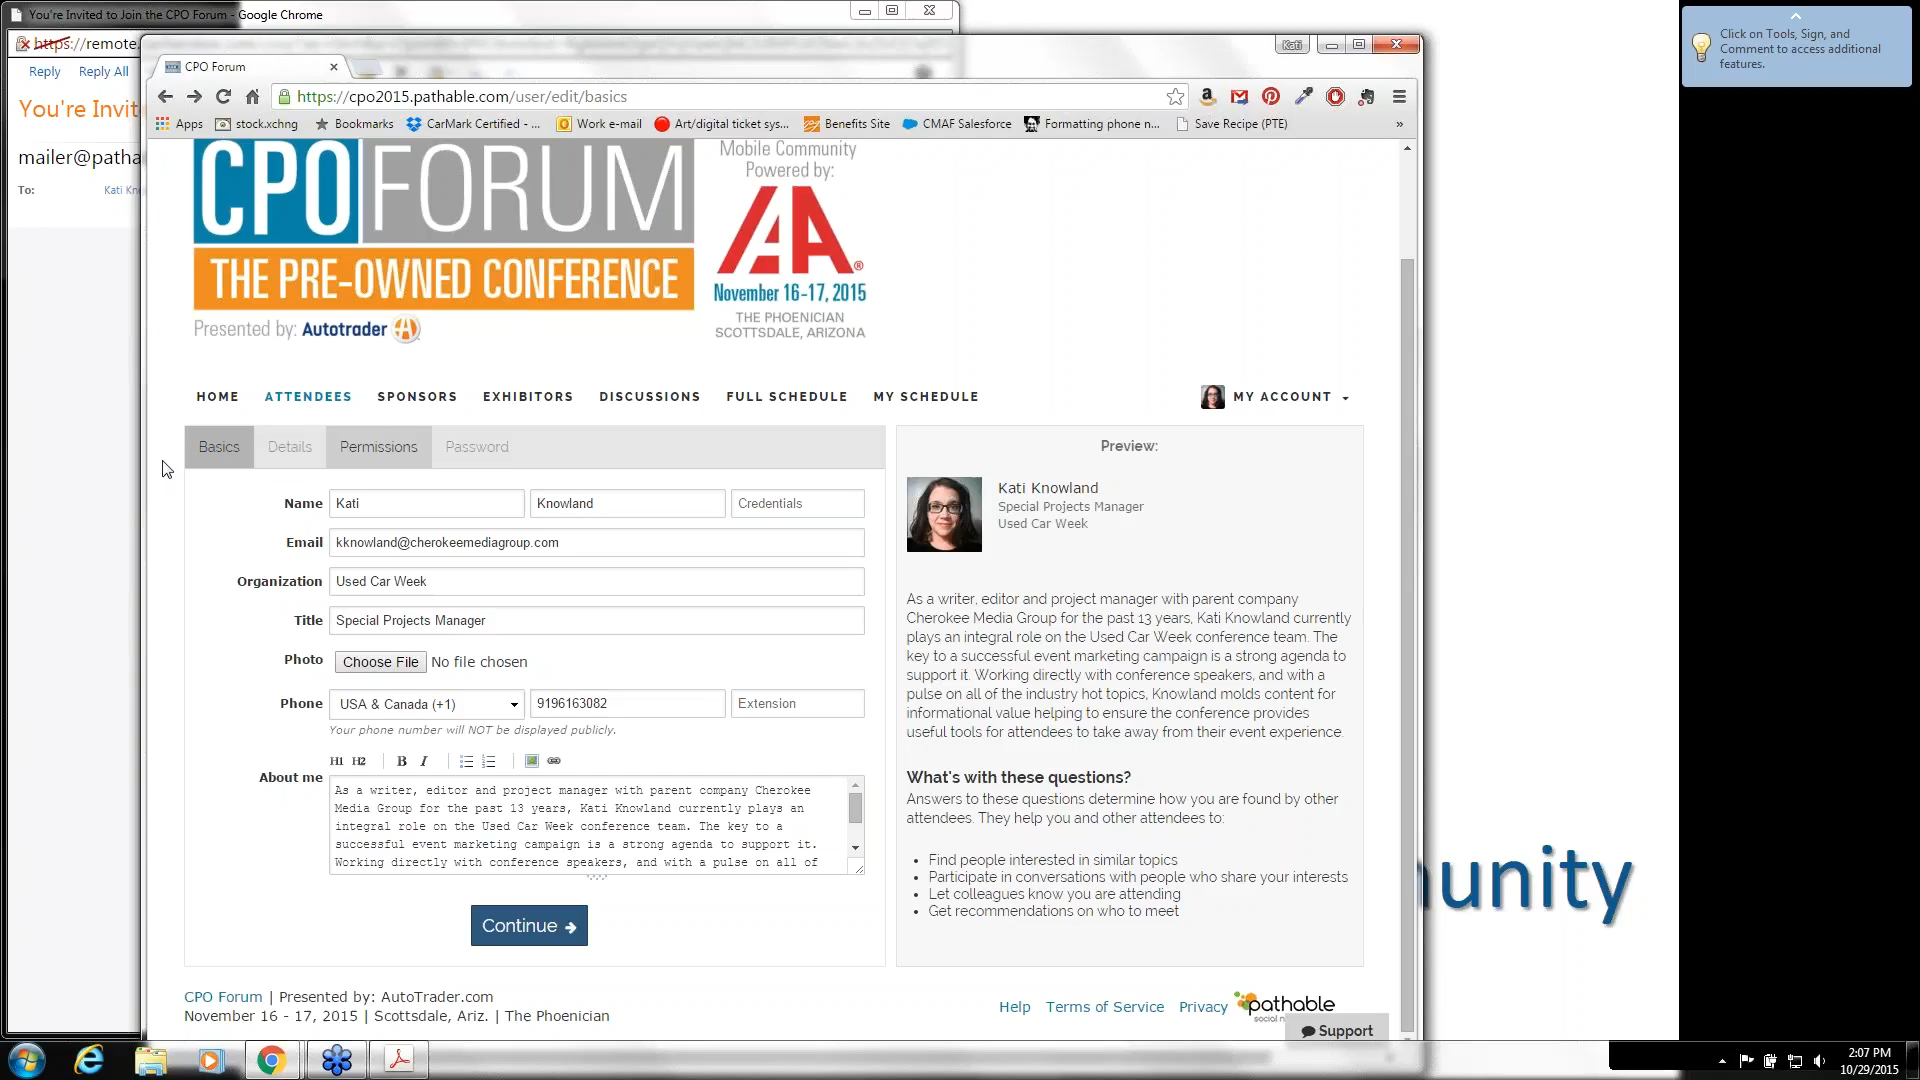 You're Invited to Join the CPO Forum - Google Chrome
https://remote.
Reply Reply All
You're Invit
mailer@patha
To: Kati Kn
Kati
CPO Forum
https://cpo2015.pathable.com/user/edit/basics
Apps stock.xchng Bookmarks CarMark Certified - ... Work e-mail Art/digital ticket sys... Benefits Site CMAF Salesforce Formatting phone n... Save Recipe (PTE) »
CPO FORUM
THE PRE-OWNED CONFERENCE
Presented by: Autotrader
Mobile Community
Powered by:
®
November 16-17, 2015
THE PHOENICIAN
SCOTTSDALE, ARIZONA
HOME ATTENDEES SPONSORS EXHIBITORS DISCUSSIONS FULL SCHEDULE MY SCHEDULE MY ACCOUNT
Basics Details Permissions Password
Name Kati Knowland Credentials
Email kknowland@cherokeemediagroup.com
Organization Used Car Week
Title Special Projects Manager
Photo Choose File No file chosen
Phone USA & Canada (+1) 9196163082 Extension
Your phone number will NOT be displayed publicly.
H1 H2 B I
About me
As a writer, editor and project manager with parent company Cherokee
Media Group for the past 13 years, Kati Knowland currently plays an
integral role on the Used Car Week conference team. The key to a
successful event marketing campaign is a strong agenda to support it.
Working directly with conference speakers, and with a pulse on all of
Continue
Preview:
Kati Knowland
Special Projects Manager
Used Car Week
As a writer, editor and project manager with parent company
Cherokee Media Group for the past 13 years, Kati Knowland currently
plays an integral role on the Used Car Week conference team. The
key to a successful event marketing campaign is a strong agenda to
support it. Working directly with conference speakers, and with a
pulse on all of the industry hot topics, Knowland molds content for
informational value helping to ensure the conference provides
useful tools for attendees to take away from their event experience.
What's with these questions?
Answers to these questions determine how you are found by other
attendees. They help you and other attendees to:
• Find people interested in similar topics
• Participate in conversations with people who share your interests
• Let colleagues know you are attending
• Get recommendations on who to meet
CPO Forum | Presented by: AutoTrader.com
November 16 - 17, 2015 | Scottsdale, Ariz. | The Phoenician
Help Terms of Service Privacy pathable
social n
Support
munity
Click on Tools, Sign, and
Comment to access additional
features.
2:07 PM
10/29/2015